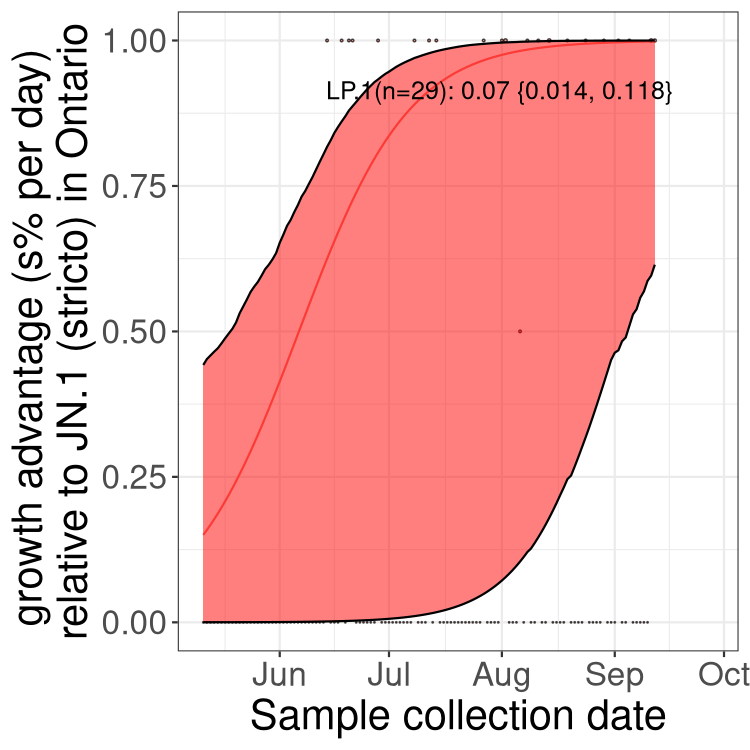 growth advantage (s% per day)
relative to JN.1 (stricto) in Ontario
1.00
0.75
0.50
0.25
0.00
LP.1(n=29): 0.07 {0.014, 0.118}
Jun Jul Aug Sep Oct
Sample collection date